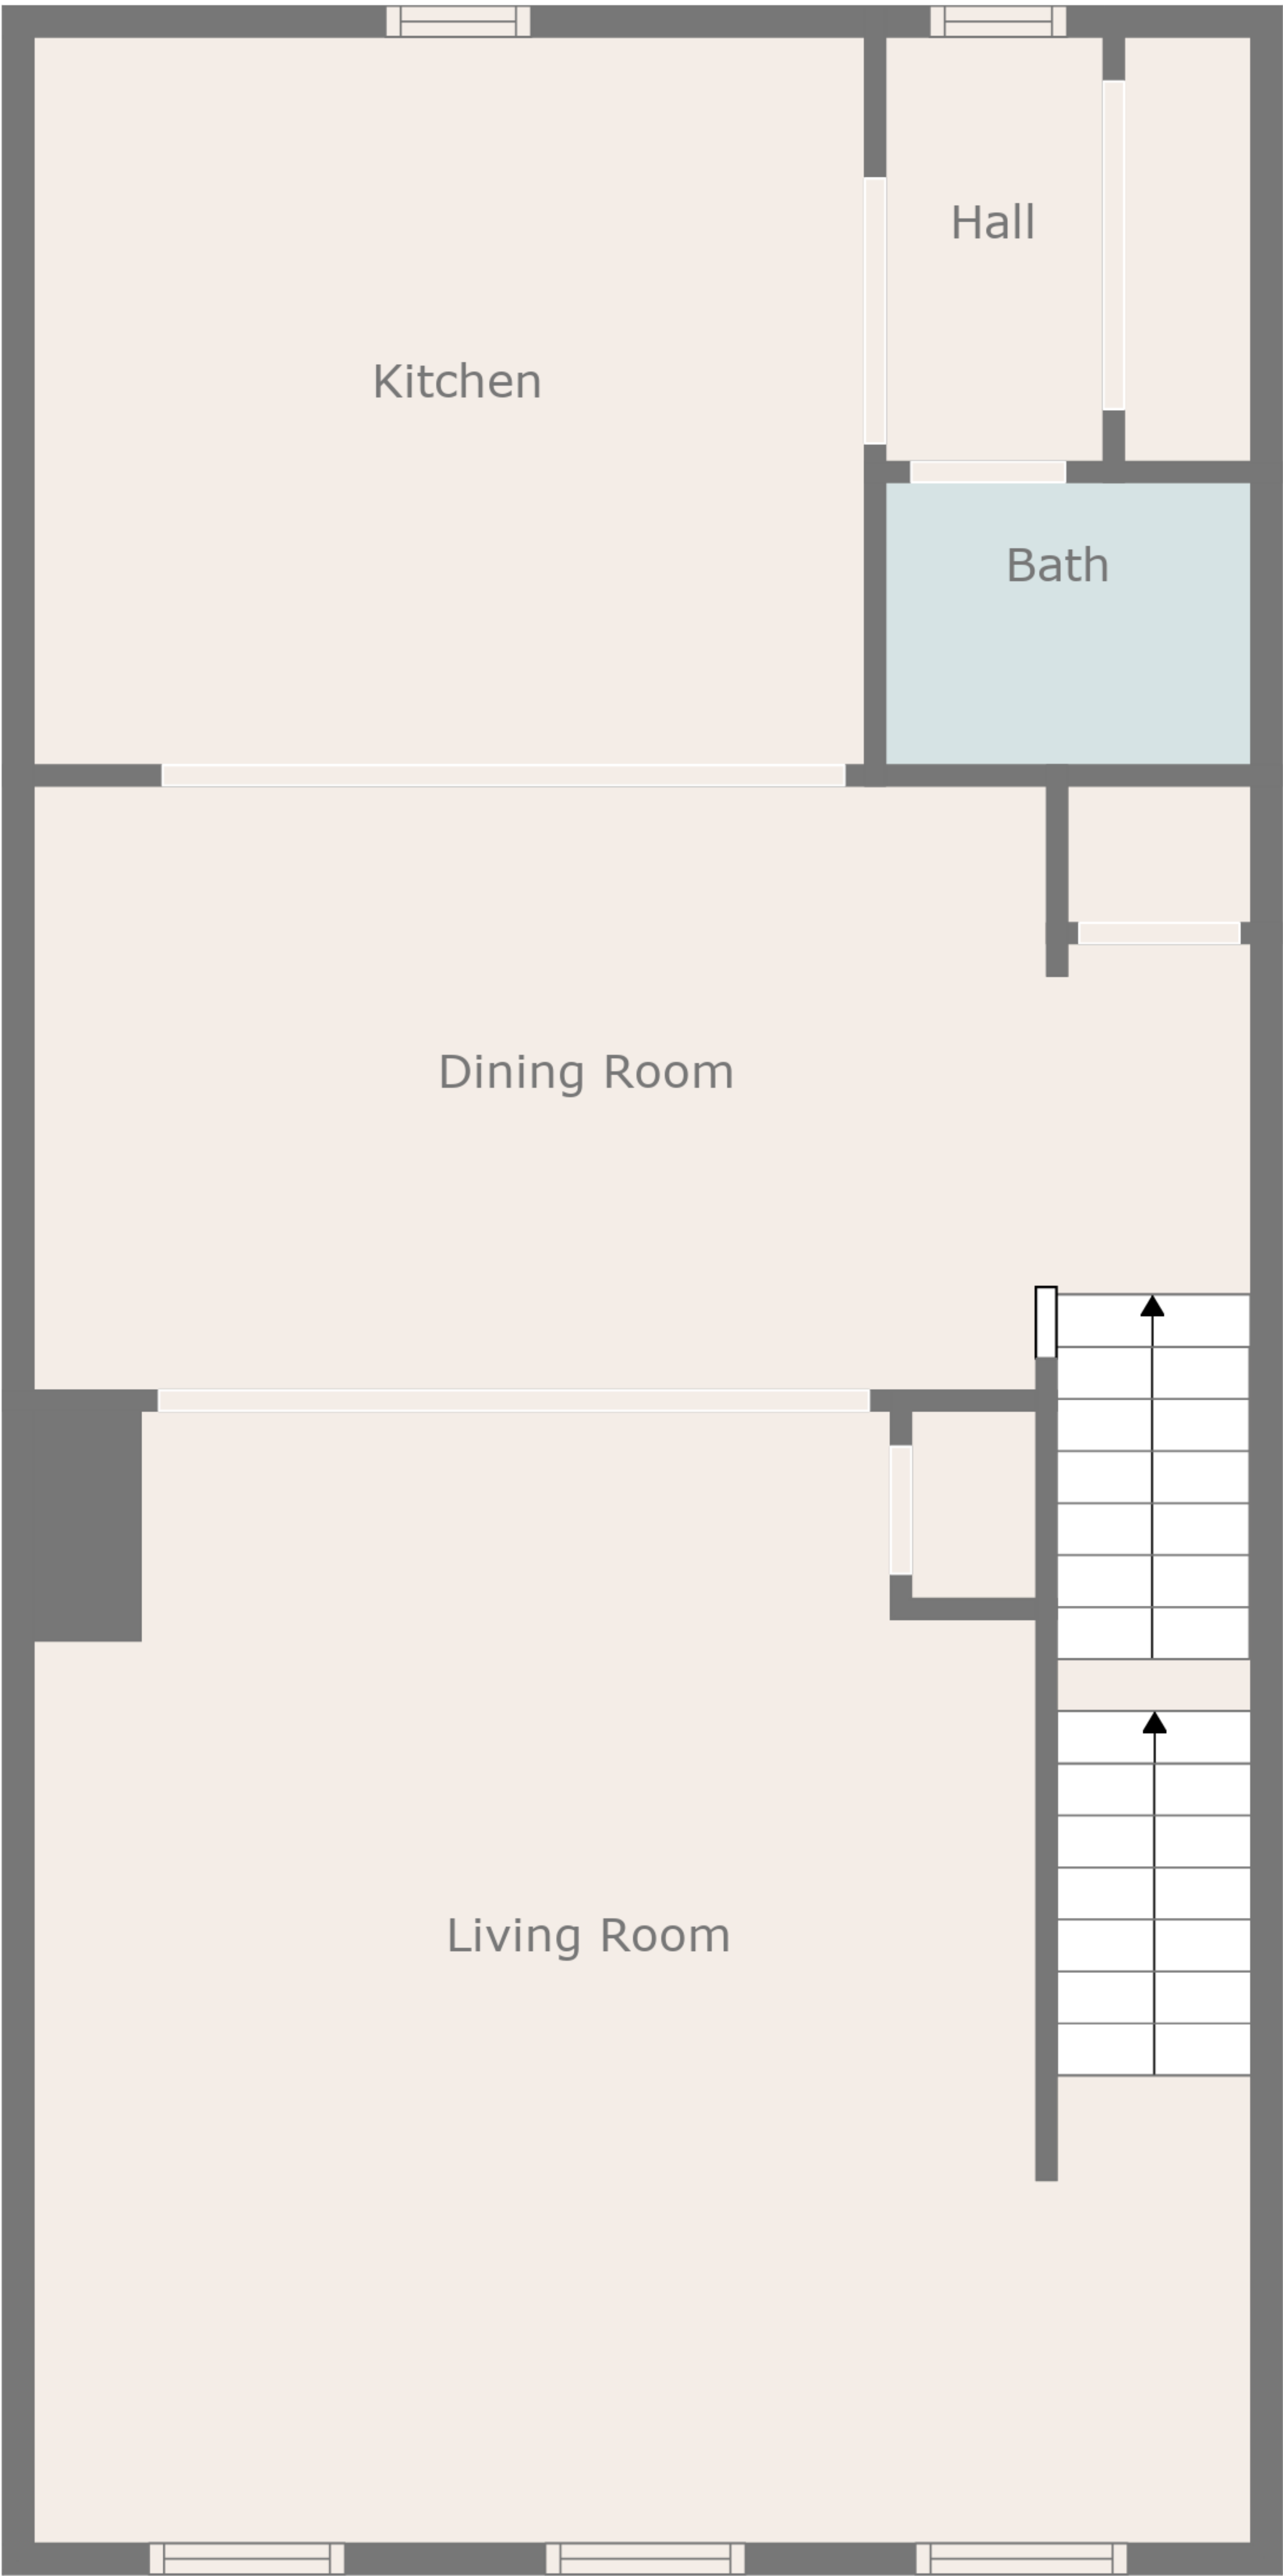 Hall
Kitchen
Bath
Dining Room
Living Room